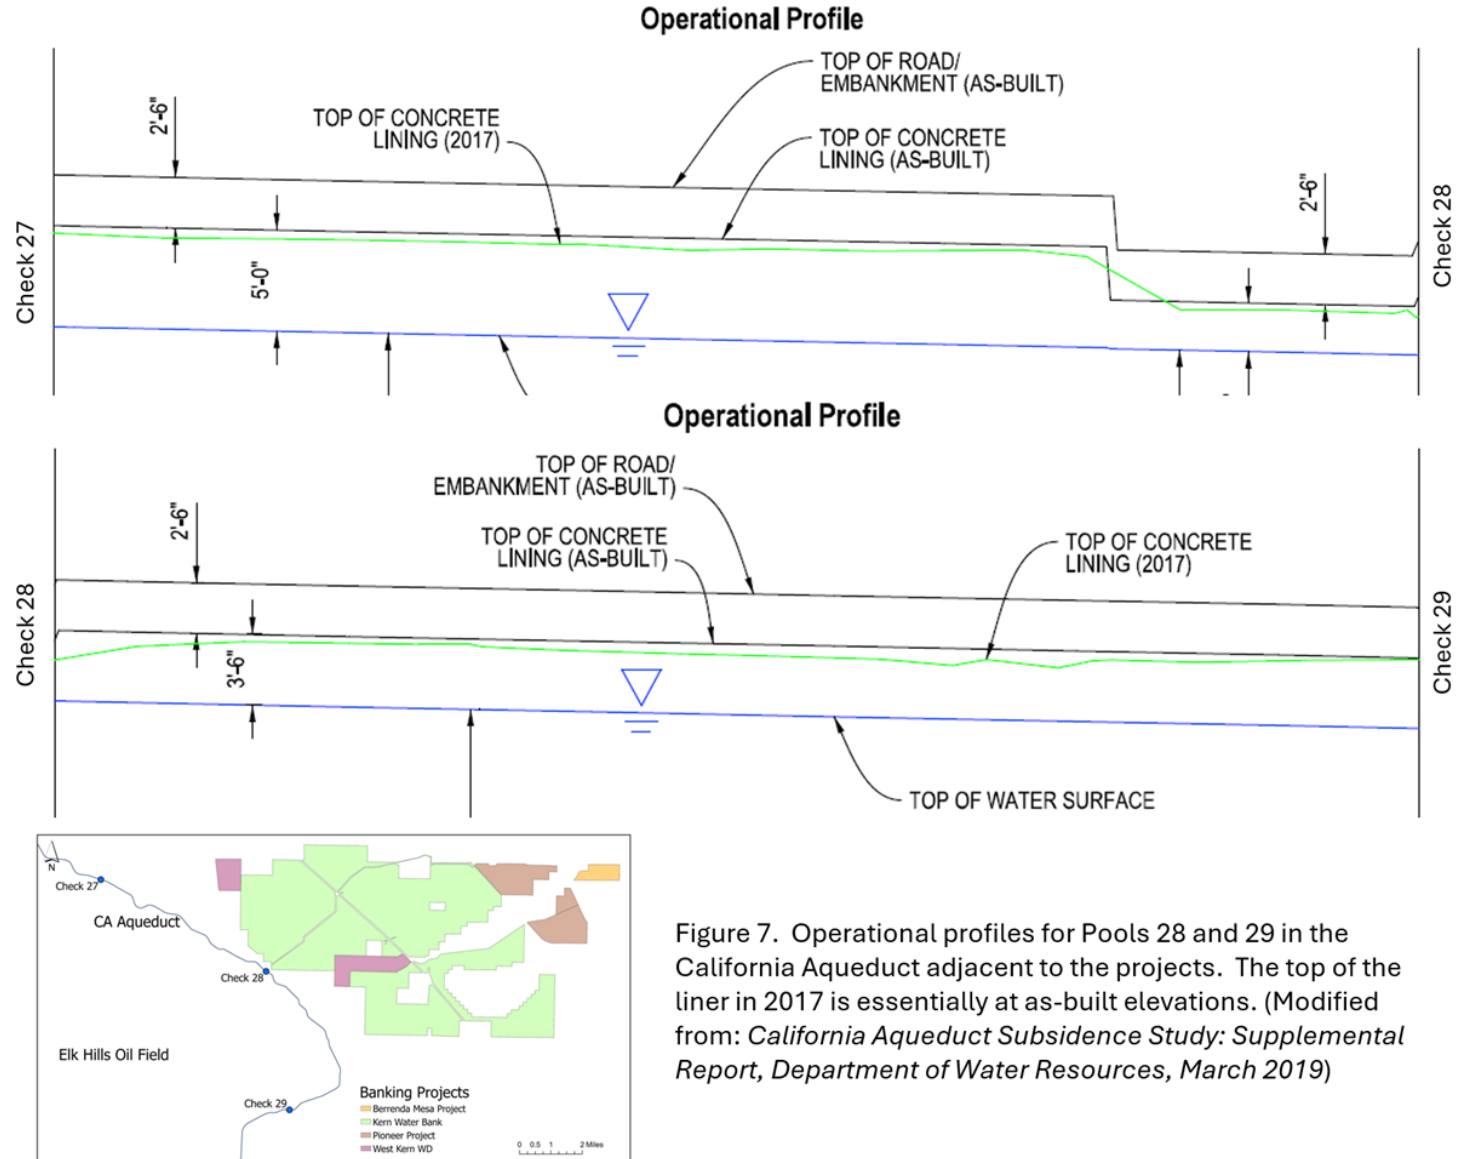 Operational Profile
TOP OF ROAD/
EMBANKMENT (AS-BUILT)
TOP OF CONCRETE
LINING (2017)
TOP OF CONCRETE
LINING (AS-BUILT)
2'-6"
2'-6"
5'-0"
Check 27
Check 28
Operational Profile
TOP OF ROAD/
EMBANKMENT (AS-BUILT)
TOP OF CONCRETE
LINING (AS-BUILT)
TOP OF CONCRETE
LINING (2017)
2'-6"
3'-6"
Check 28
Check 29
TOP OF WATER SURFACE
N
Check 27
CA Aqueduct
Check 28
Elk Hills Oil Field
Check 29
Banking Projects
Berrenda Mesa Project
Kern Water Bank
Pioneer Project
West Kern WD
0 0.5 1 2 Miles
Figure 7. Operational profiles for Pools 28 and 29 in the
California Aqueduct adjacent to the projects. The top of the
liner in 2017 is essentially at as-built elevations. (Modified
from: California Aqueduct Subsidence Study: Supplemental
Report, Department of Water Resources, March 2019)